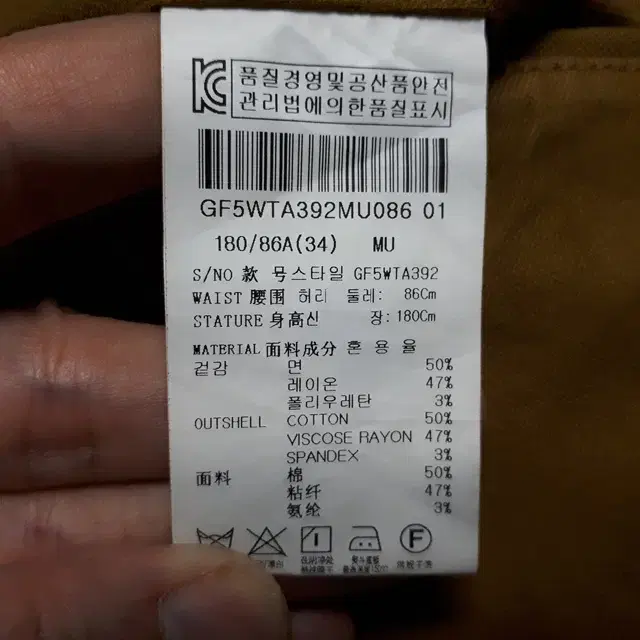 품질경영및공산품안전
관리법에의한품질표시
GF5WTA392MU086 01
180/86A(34) MU
S/NO 款 号스타일 GF5WTA392
WAIST 腰围 허리 둘레: 86Cm
STATURE 身高신 장: 180Cm
MATERIAL 面料成分 혼 용 율
겉감 면 50%
레이온 47%
폴리우레탄 3%
OUTSHELL COTTON 50%
VISCOSE RAYON 47%
SPANDEX 3%
面料 棉 50%
粘纤 47%
氨纶 3%
F